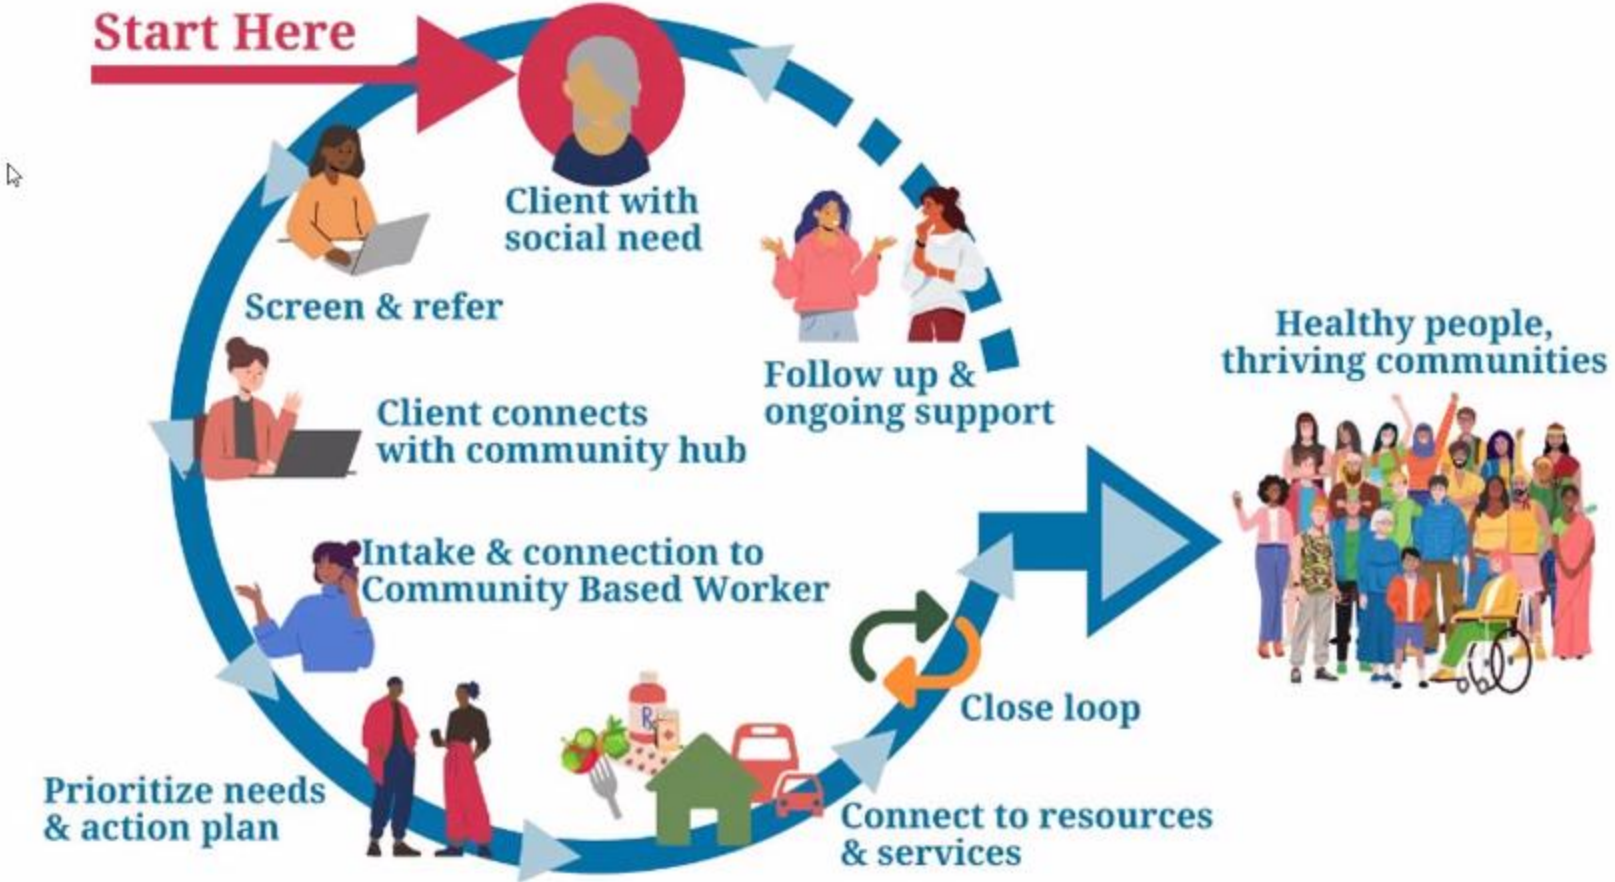 Start Here
Client with
social need
Screen & refer
Client connects
with community hub
Intake & connection to
Community Based Worker
Prioritize needs
& action plan
Connect to resources
& services
Close loop
Follow up &
ongoing support
Healthy people,
thriving communities
R